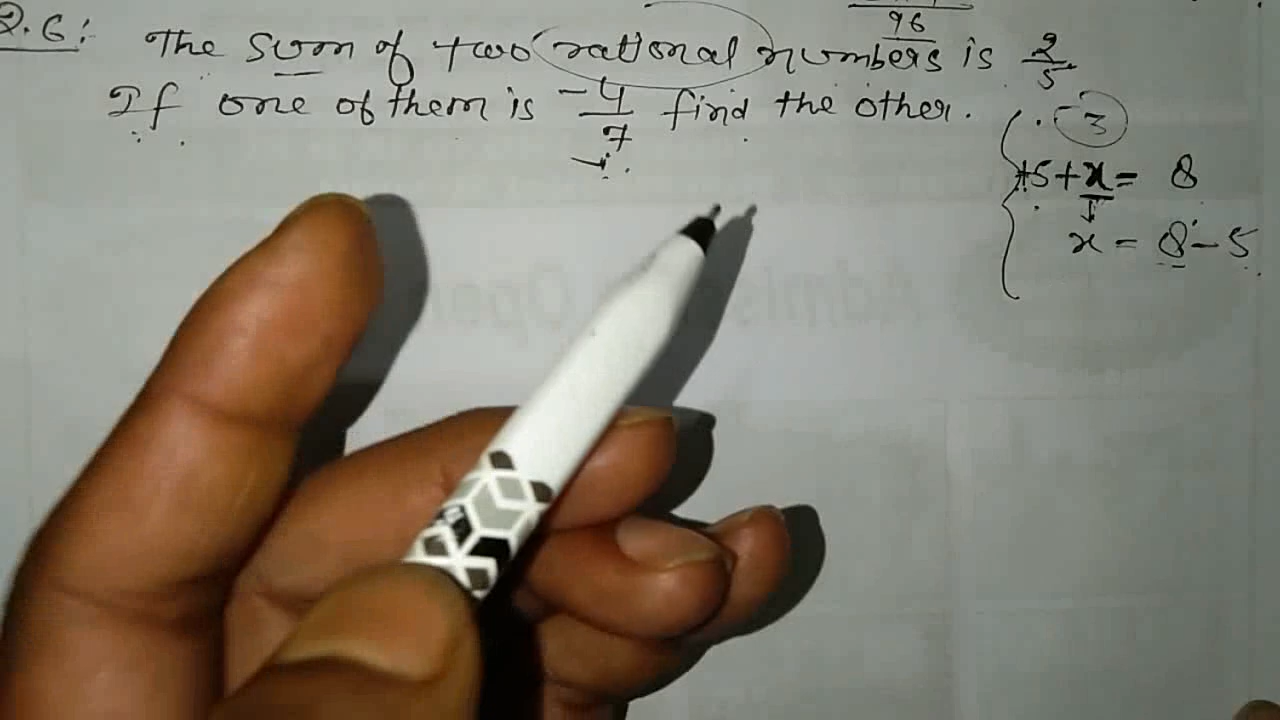 96
Q.6: The sum of two rational numbers is 2/5
If one of them is -4/7 find the other.
3
+5+x= 8
x = 8-5